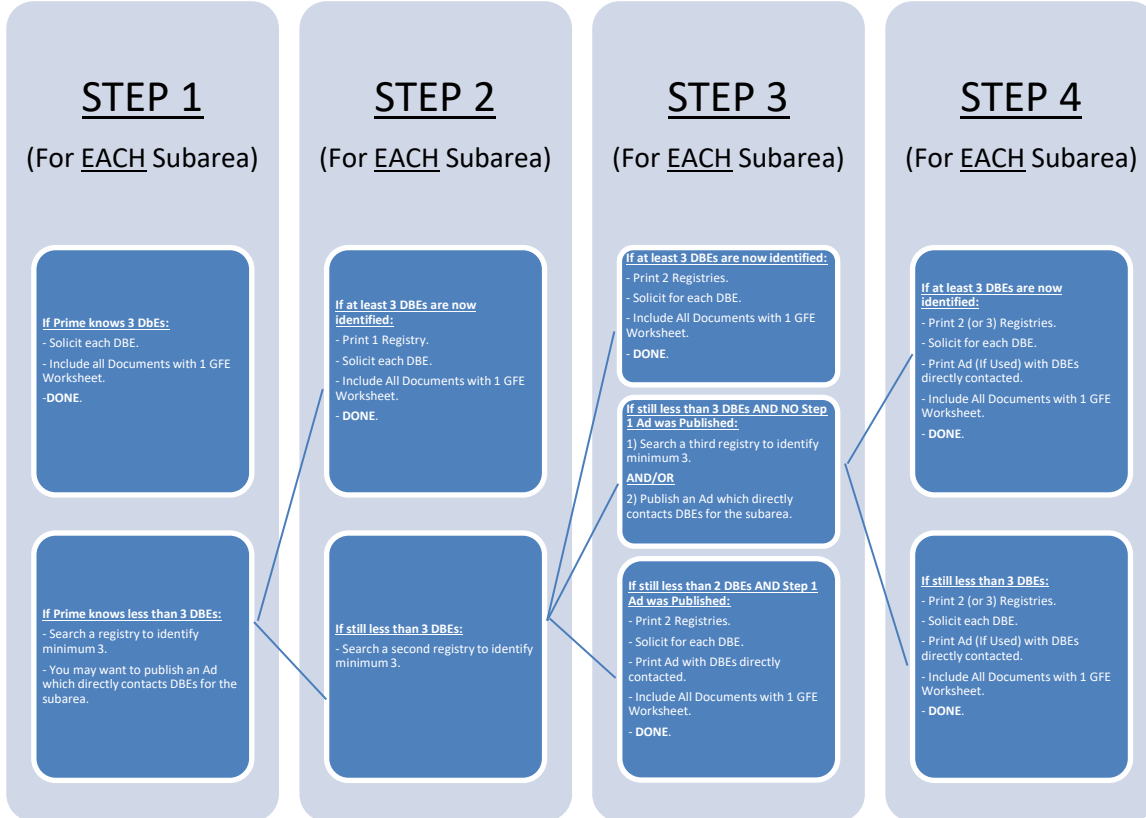 STEP 1
(For EACH Subarea)
If Prime knows 3 DbEs:
- Solicit each DBE.
- Include all Documents with 1 GFE
Worksheet.
-DONE.
If Prime knows less than 3 DBEs:
- Search a registry to identify
minimum 3.
- You may want to publish an Ad
which directly contacts DBEs for the
subarea.
STEP 2
(For EACH Subarea)
If at least 3 DBEs are now
identified:
- Print 1 Registry.
- Solicit each DBE.
- Include All Documents with 1 GFE
Worksheet.
- DONE.
If still less than 3 DBEs:
- Search a second registry to identify
minimum 3.
STEP 3
(For EACH Subarea)
If at least 3 DBEs are now identified:
- Print 2 Registries.
- Solicit for each DBE.
- Include All Documents with 1 GFE
Worksheet.
- DONE.
If still less than 3 DBEs AND NO Step
1 Ad was Published:
1) Search a third registry to identify
minimum 3.
AND/OR
2) Publish an Ad which directly
contacts DBEs for the subarea.
If still less than 2 DBEs AND Step 1
Ad was Published:
- Print 2 Registries.
- Solicit for each DBE.
- Print Ad with DBEs directly
contacted.
- Include All Documents with 1 GFE
Worksheet.
- DONE.
STEP 4
(For EACH Subarea)
If at least 3 DBEs are now
identified:
- Print 2 (or 3) Registries.
- Solicit for each DBE.
- Print Ad (If Used) with DBEs
directly contacted.
- Include All Documents with 1 GFE
Worksheet.
- DONE.
If still less than 3 DBEs:
- Print 2 (or 3) Registries.
- Solicit each DBE.
- Print Ad (If Used) with DBEs
directly contacted.
- Include All Documents with 1 GFE
Worksheet.
- DONE.